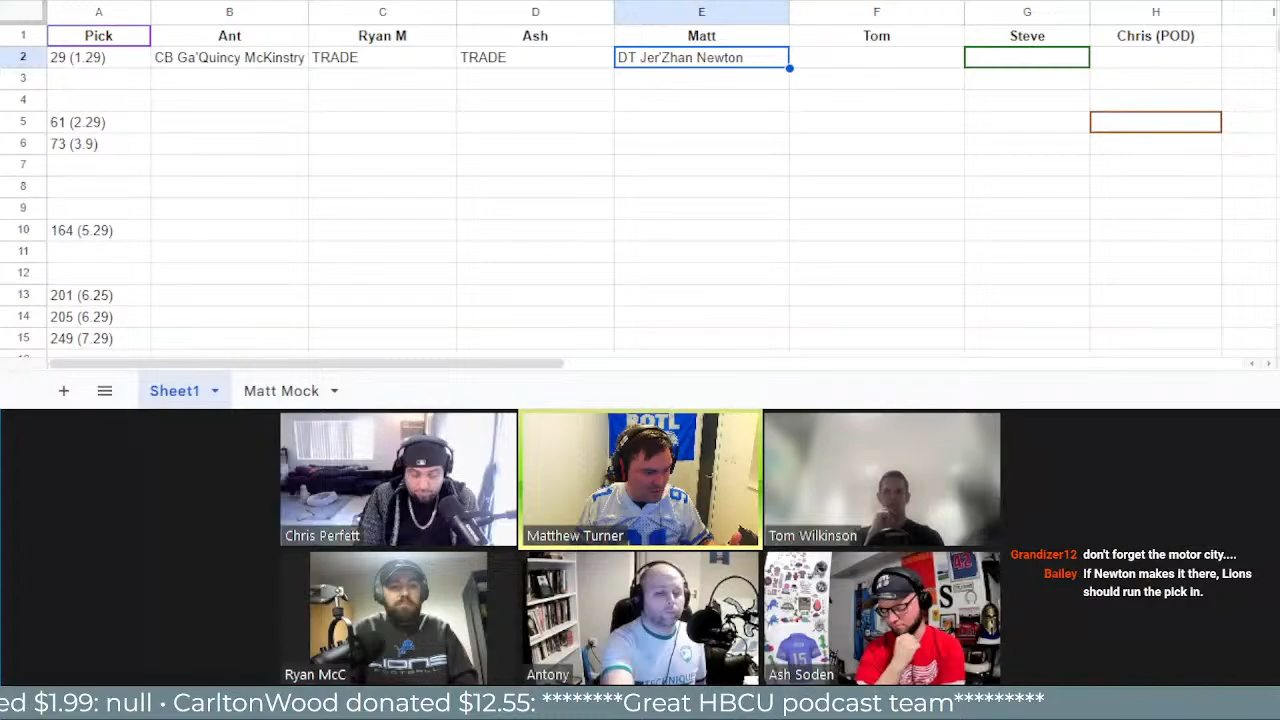 A B C D E F G H I
1 Pick Ant Ryan M Ash Matt Tom Steve Chris (POD)
2 29 (1.29) CB Ga'Quincy McKinstry TRADE TRADE DT Jer'Zhan Newton
3
4
5 61 (2.29)
6 73 (3.9)
7
8
9
10 164 (5.29)
11
12
13 201 (6.25)
14 205 (6.29)
15 249 (7.29)
Sheet1 Matt Mock
POTL
Chris Perfett
Matthew Turner
Tom Wilkinson
Grandizer12 don't forget the motor city....
Bailey If Newton makes it there, Lions
should run the pick in.
42
S
15
LIONS
FOOTBALL
Ryan McC
Antony
Ash Soden
ed $1.99: null • CarltonWood donated $12.55: ********Great HBCU podcast team*********